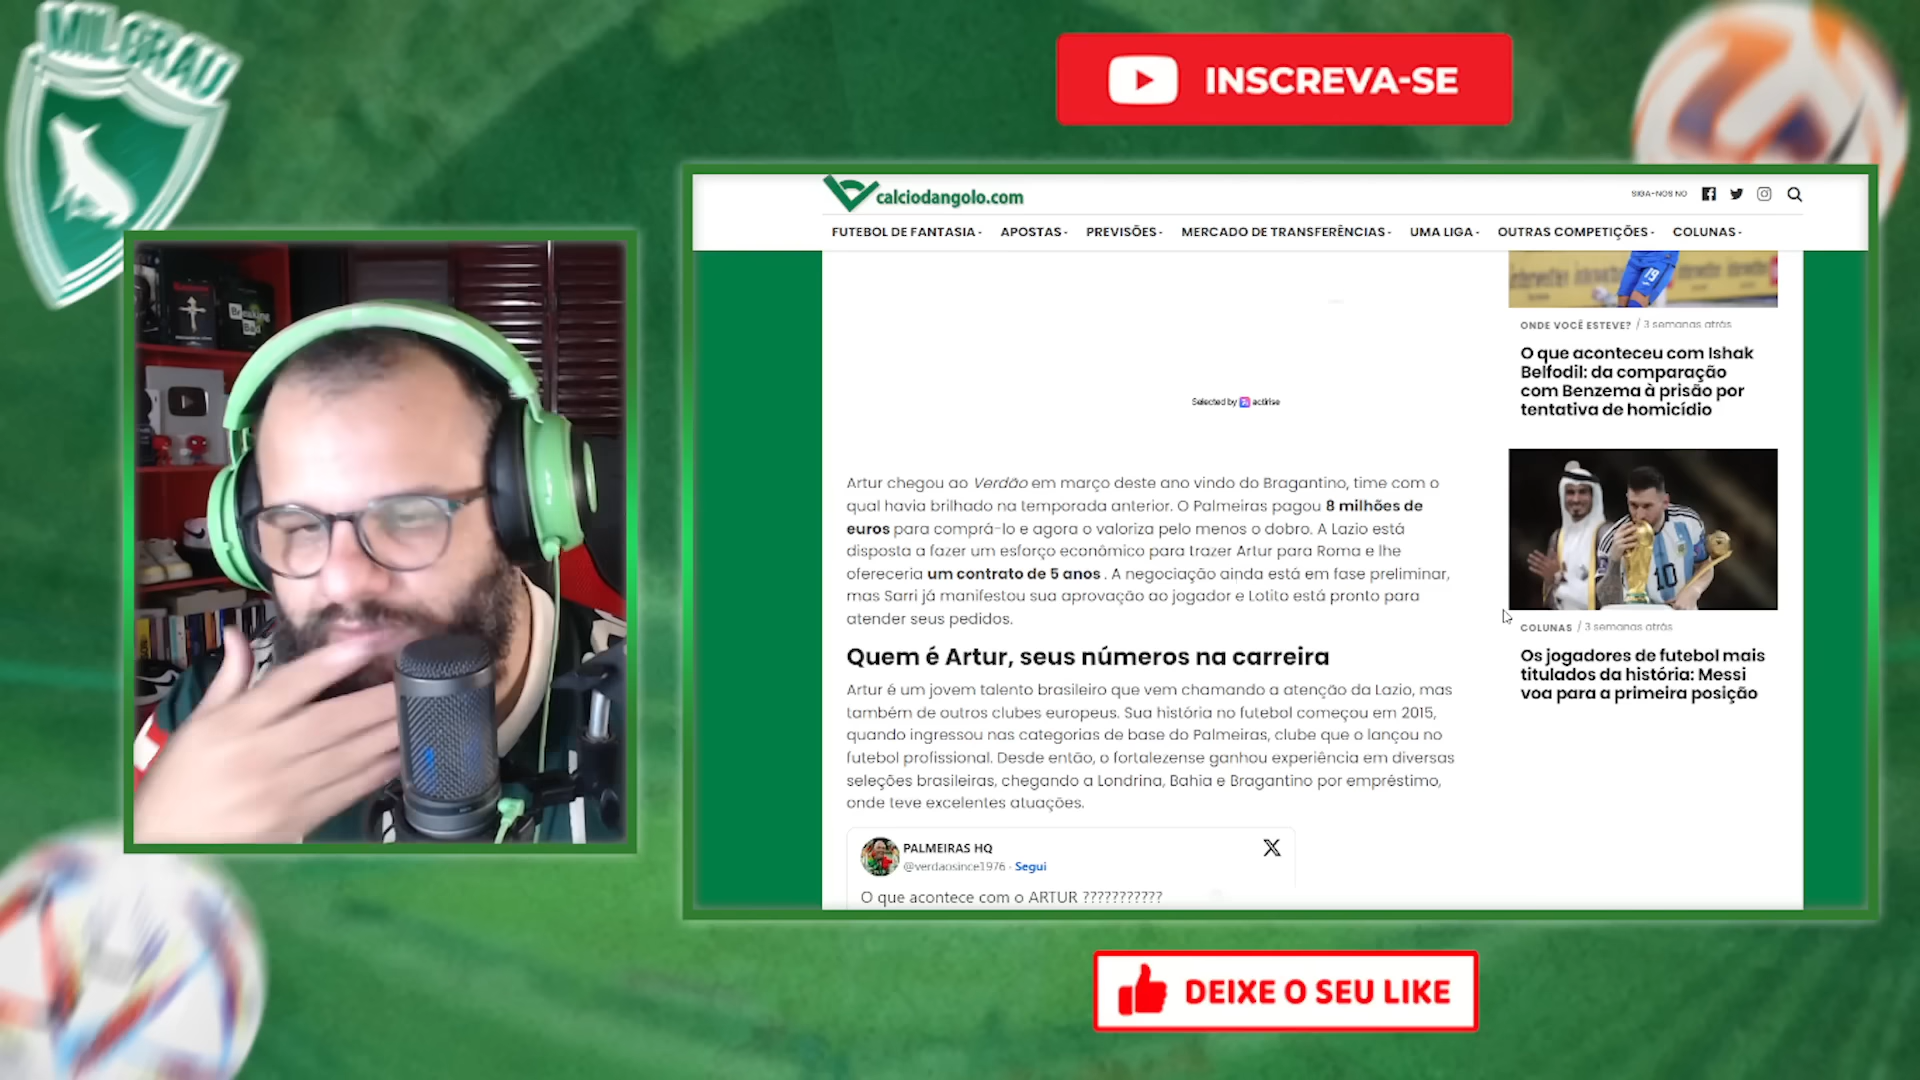 MILGRAU
INSCREVA-SE
calciodangolo.com
SIGA-NOS NO
FUTEBOL DE FANTASIA
APOSTAS
PREVISÕES
MERCADO DE TRANSFERÊNCIAS
UMA LIGA
OUTRAS COMPETIÇÕES
COLUNAS
Breaking
Bad
19
ONDE VOCÊ ESTEVE? / 3 semanas atrás
O que aconteceu com Ishak
Belfodil: da comparação
com Benzema à prisão por
tentativa de homicídio
Selected by actirise
Artur chegou ao Verdão em março deste ano vindo do Bragantino, time com o
qual havia brilhado na temporada anterior. O Palmeiras pagou 8 milhões de
euros para comprá-lo e agora o valoriza pelo menos o dobro. A Lazio está
disposta a fazer um esforço econômico para trazer Artur para Roma e lhe
ofereceria um contrato de 5 anos . A negociação ainda está em fase preliminar,
mas Sarri já manifestou sua aprovação ao jogador e Lotito está pronto para
atender seus pedidos.
10
COLUNAS / 3 semanas atrás
Os jogadores de futebol mais
titulados da história: Messi
voa para a primeira posição
Quem é Artur, seus números na carreira
Artur é um jovem talento brasileiro que vem chamando a atenção da Lazio, mas
também de outros clubes europeus. Sua história no futebol começou em 2015,
quando ingressou nas categorias de base do Palmeiras, clube que o lançou no
futebol profissional. Desde então, o fortalezense ganhou experiência em diversas
seleções brasileiras, chegando a Londrina, Bahia e Bragantino por empréstimo,
onde teve excelentes atuações.
PALMEIRAS HQ
@verdaosince1976 · Segui
O que acontece com o ARTUR ???????????
DEIXE O SEU LIKE